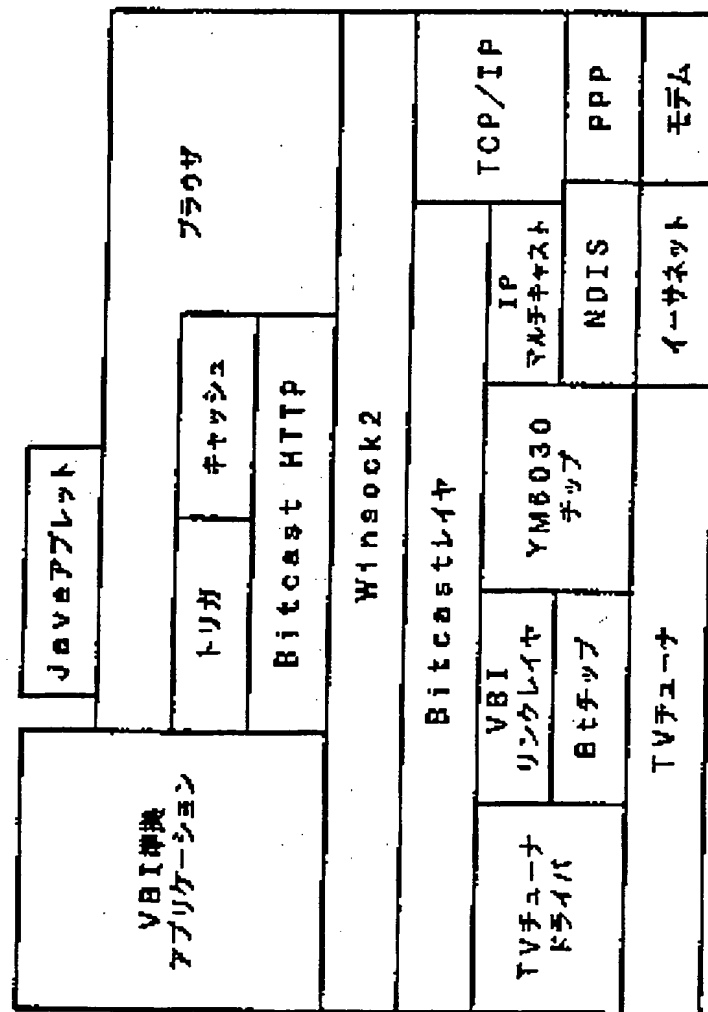 Javaアプレット
VBI準拠
アプリケーション
ブラウザ
トリガ
キャッシュ
Bitcast HTTP
Winsock2
Bitcastレイヤ
TCP/IP
VBI
リンクレイヤ
IP
マルチキャスト
TVチューナ
ドライバ
Btチップ
YM6030
チップ
NDIS
PPP
TVチューナ
イーサネット
モデム